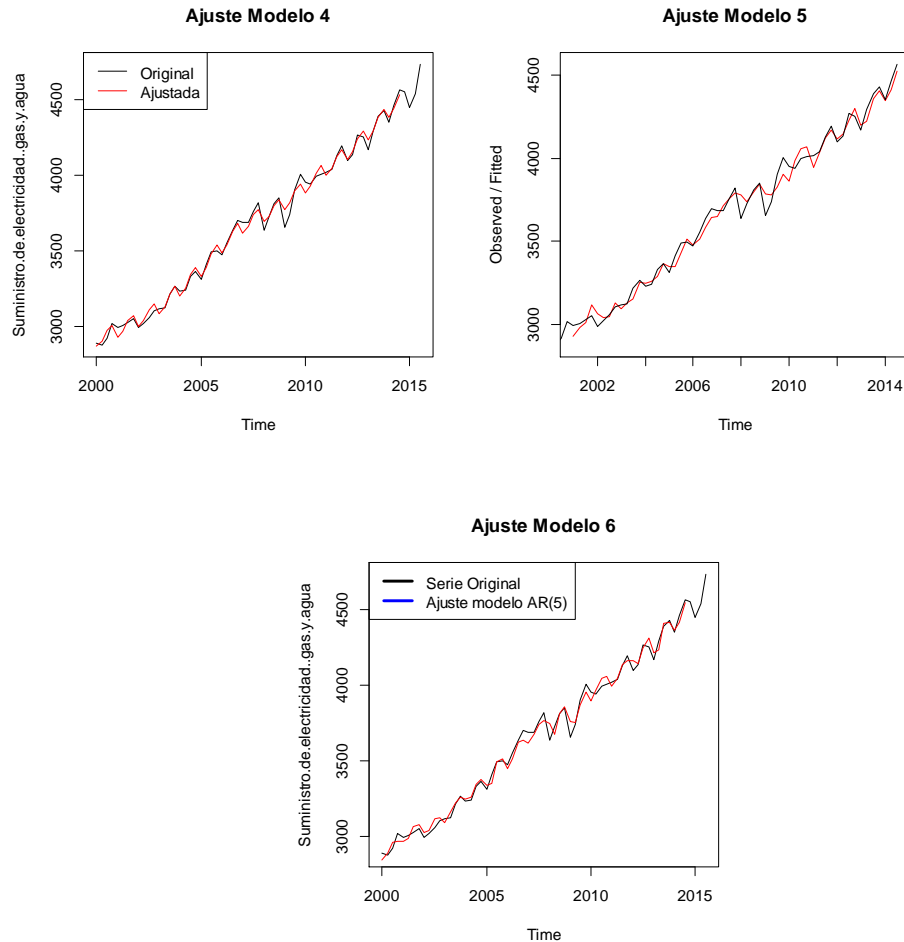 Ajuste Modelo 4
Suministro.de.electricidad..gas.y.agua
Original
Ajustada
4500
4000
3500
3000
2000
2005
2010
2015
Time
Ajuste Modelo 5
Observed / Fitted
4500
4000
3500
3000
2002
2006
2010
2014
Time
Ajuste Modelo 6
Suministro.de.electricidad..gas.y.agua
Serie Original
Ajuste modelo AR(5)
4500
4000
3500
3000
2000
2005
2010
2015
Time